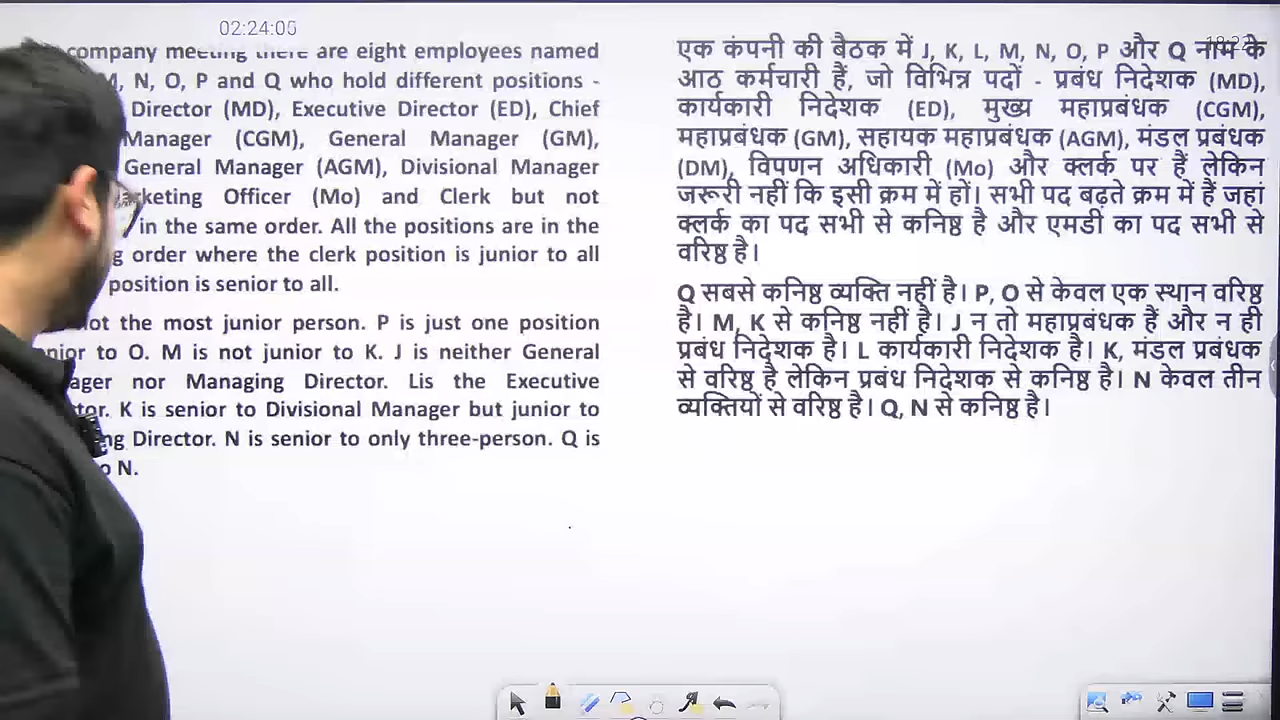 02:24:05
company meeting there are eight employees named
M, N, O, P and Q who hold different positions -
Director (MD), Executive Director (ED), Chief
Manager (CGM), General Manager (GM),
General Manager (AGM), Divisional Manager
Officer (Mo) and Clerk but not
in the same order. All the positions are in the
order where the clerk position is junior to all
position is senior to all.
not the most junior person. P is just one position
to O. M is not junior to K. J is neither General
nor Managing Director. Lis the Executive
K is senior to Divisional Manager but junior to
Director. N is senior to only three-person. Q is
N.
एक कंपनी की बैठक में J, K, L, M, N, O, P और Q नाम के
आठ कर्मचारी हैं, जो विभिन्न पदों - प्रबंध निदेशक (MD),
कार्यकारी निदेशक (ED), मुख्य महाप्रबंधक (CGM),
महाप्रबंधक (GM), सहायक महाप्रबंधक (AGM), मंडल प्रबंधक
(DM), विपणन अधिकारी (Mo) और क्लर्क पर हैं लेकिन
जरूरी नहीं कि इसी क्रम में हों। सभी पद बढ़ते क्रम में हैं जहां
क्लर्क का पद सभी से कनिष्ठ है और एमडी का पद सभी से
वरिष्ठ है।
Q सबसे कनिष्ठ व्यक्ति नहीं है। P, O से केवल एक स्थान वरिष्ठ
है। M, K से कनिष्ठ नहीं है। J न तो महाप्रबंधक हैं और न ही
प्रबंध निदेशक है। L कार्यकारी निदेशक है। K, मंडल प्रबंधक
से वरिष्ठ है लेकिन प्रबंध निदेशक से कनिष्ठ है। N केवल तीन
व्यक्तियों से वरिष्ठ है। Q, N से कनिष्ठ है।